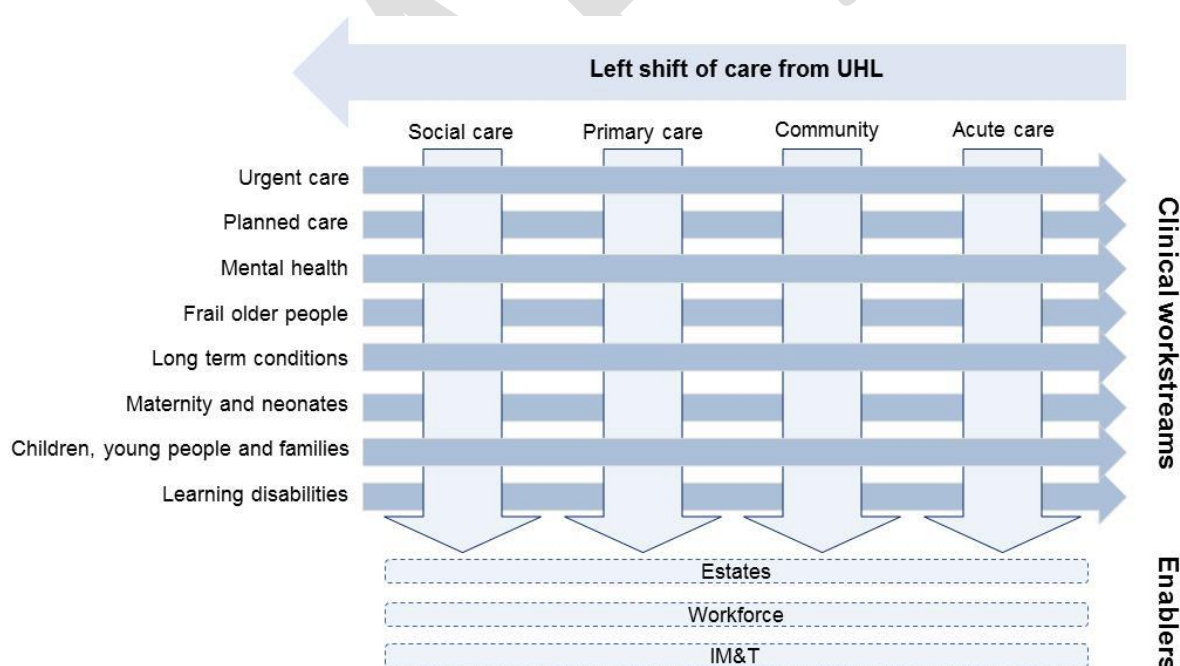 Left shift of care from UHL
Social care
Primary care
Community
Acute care
Urgent care
Planned care
Mental health
Frail older people
Long term conditions
Maternity and neonates
Children, young people and families
Learning disabilities
Clinical workstreams
Estates
Workforce
IM&T
Enablers